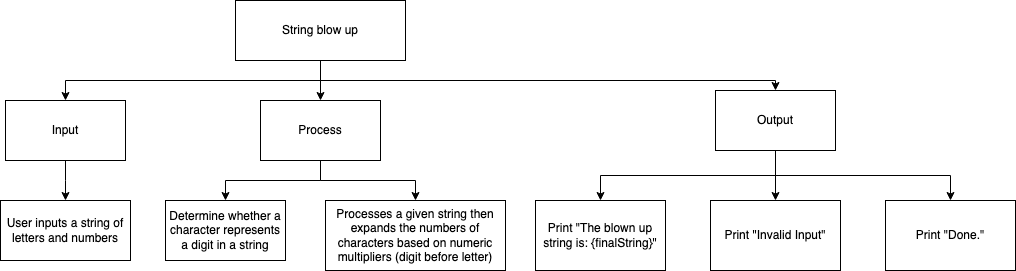 String blow up
Input
Process
Output
User inputs a string of
letters and numbers
Determine whether a
character represents
a digit in a string
Processes a given string then
expands the numbers of
characters based on numeric
multipliers (digit before letter)
Print "The blown up
string is: {finalString}"
Print "Invalid Input"
Print "Done."